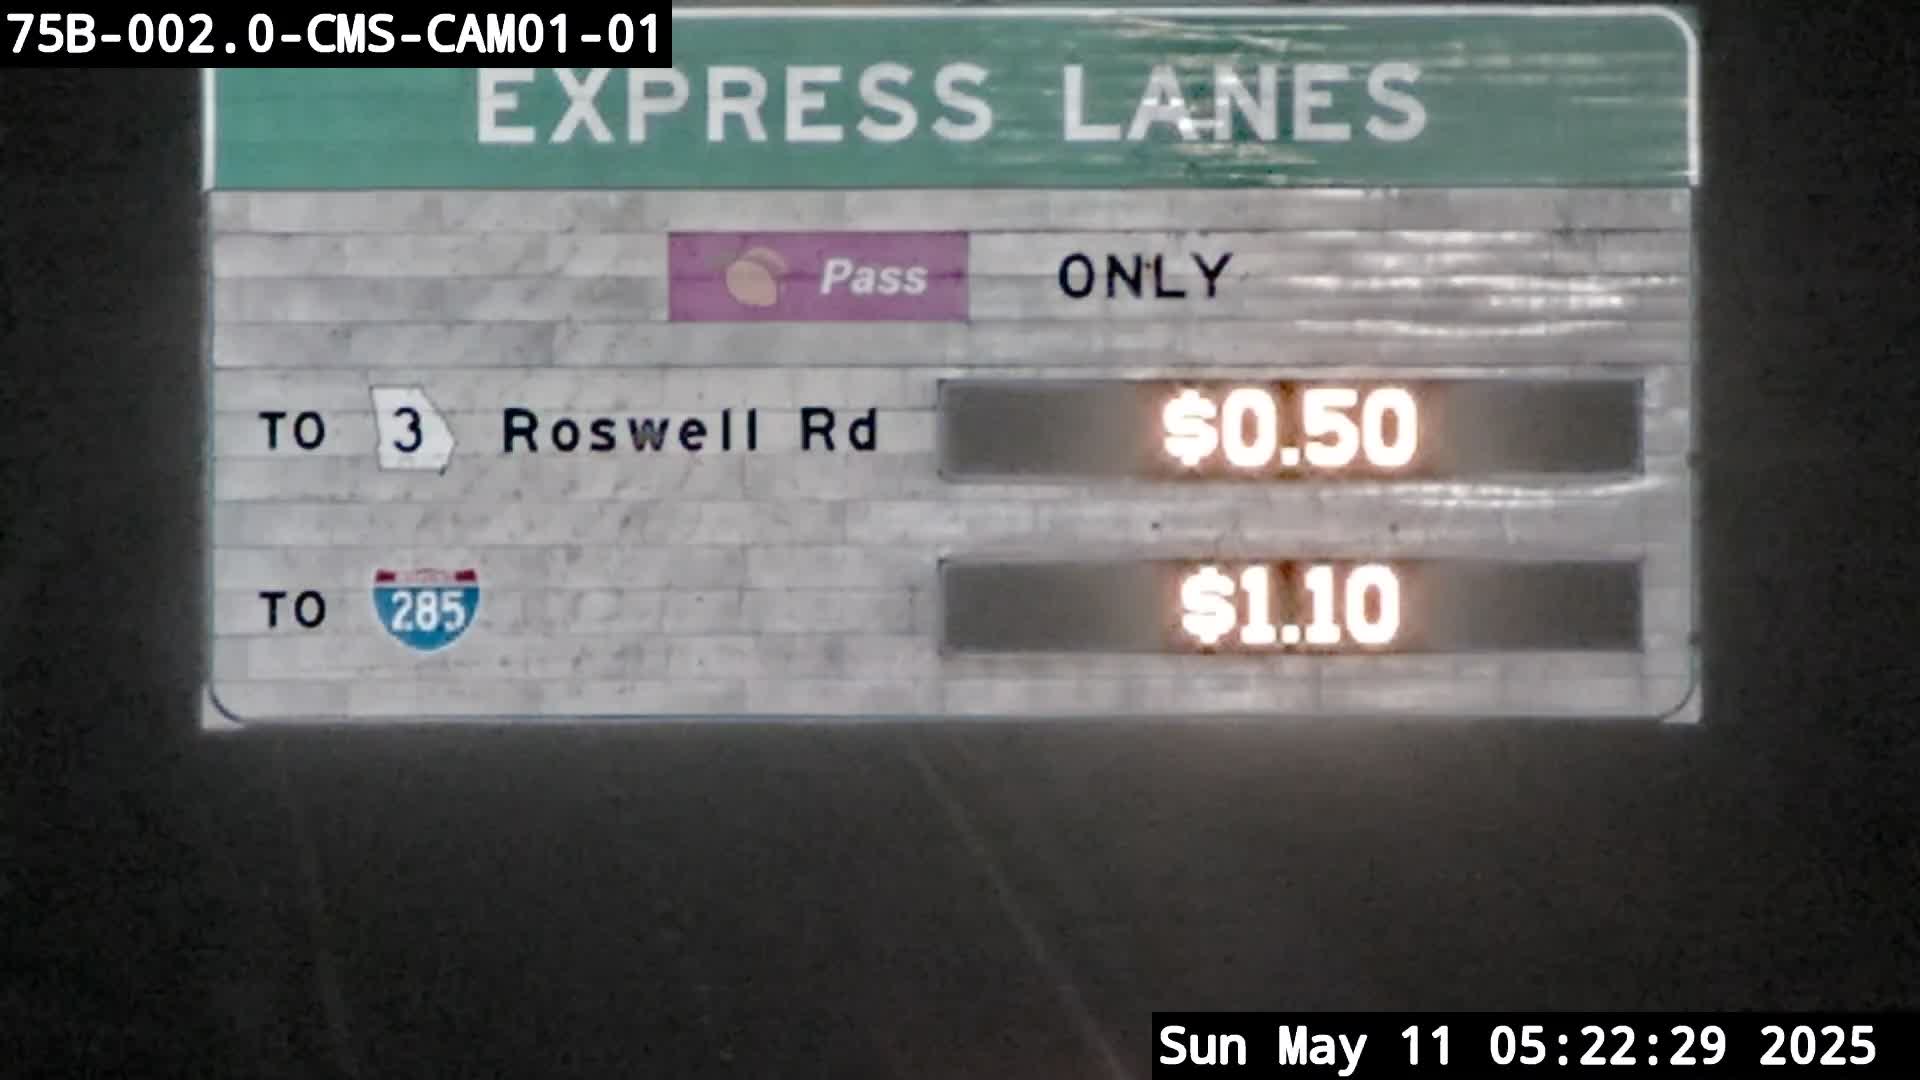 75B-002.0-CMS-CAM01-01
EXPRESS LANES
Pass ONLY
TO 3 Roswell Rd $0.50
TO 285 $1.10
Sun May 11 05:22:29 2025